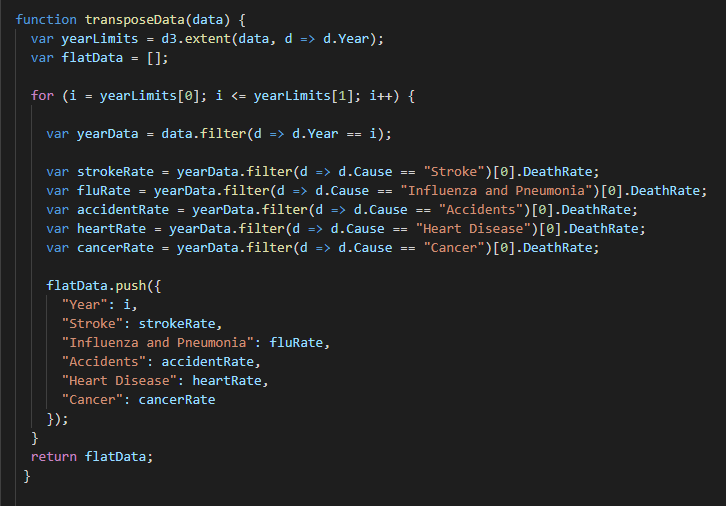 function transposeData(data) {
  var yearLimits = d3.extent(data, d => d.Year);
  var flatData = [];

  for (i = yearLimits[0]; i <= yearLimits[1]; i++) {

    var yearData = data.filter(d => d.Year == i);

    var strokeRate = yearData.filter(d => d.Cause == "Stroke")[0].DeathRate;
    var fluRate = yearData.filter(d => d.Cause == "Influenza and Pneumonia")[0].DeathRate;
    var accidentRate = yearData.filter(d => d.Cause == "Accidents")[0].DeathRate;
    var heartRate = yearData.filter(d => d.Cause == "Heart Disease")[0].DeathRate;
    var cancerRate = yearData.filter(d => d.Cause == "Cancer")[0].DeathRate;

    flatData.push({
      "Year": i,
      "Stroke": strokeRate,
      "Influenza and Pneumonia": fluRate,
      "Accidents": accidentRate,
      "Heart Disease": heartRate,
      "Cancer": cancerRate
    });
  }
  return flatData;
 }